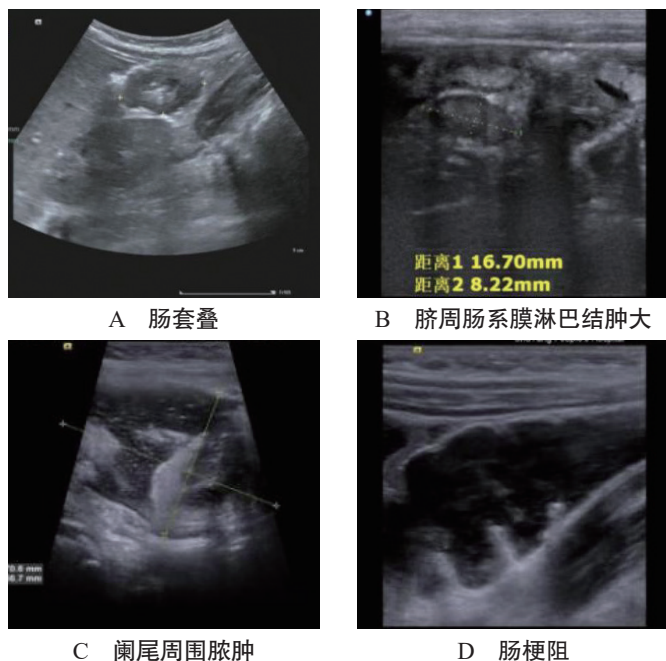 A 肠套叠
距离1 16.70mm
距离2 8.22mm
B 脐周肠系膜淋巴结肿大
C 阑尾周围脓肿
D 肠梗阻